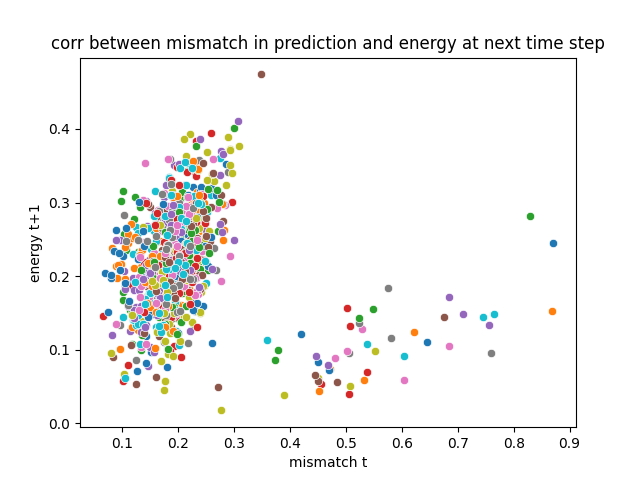 corr between mismatch in prediction and energy at next time step
energy t+1
0.4
0.3
0.2
0.1
0.0
0.1 0.2 0.3 0.4 0.5 0.6 0.7 0.8 0.9
mismatch t